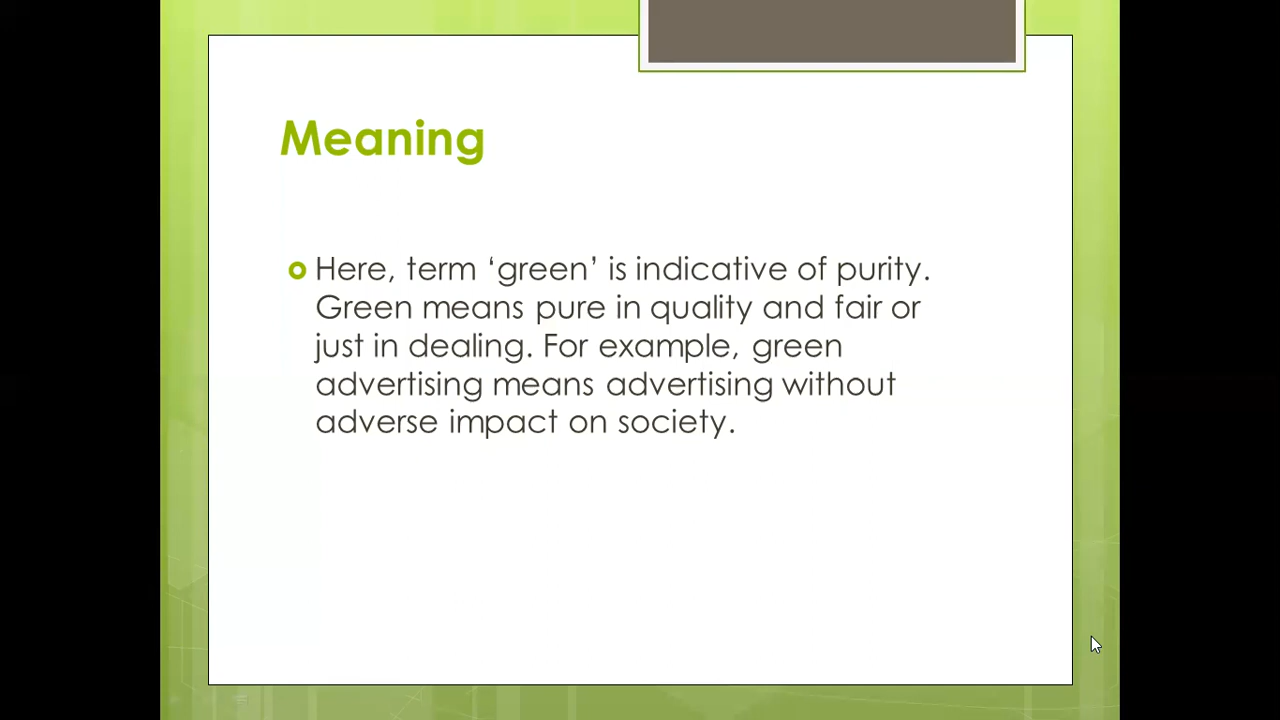 Meaning
Here, term ‘green’ is indicative of purity.
Green means pure in quality and fair or
just in dealing. For example, green
advertising means advertising without
adverse impact on society.